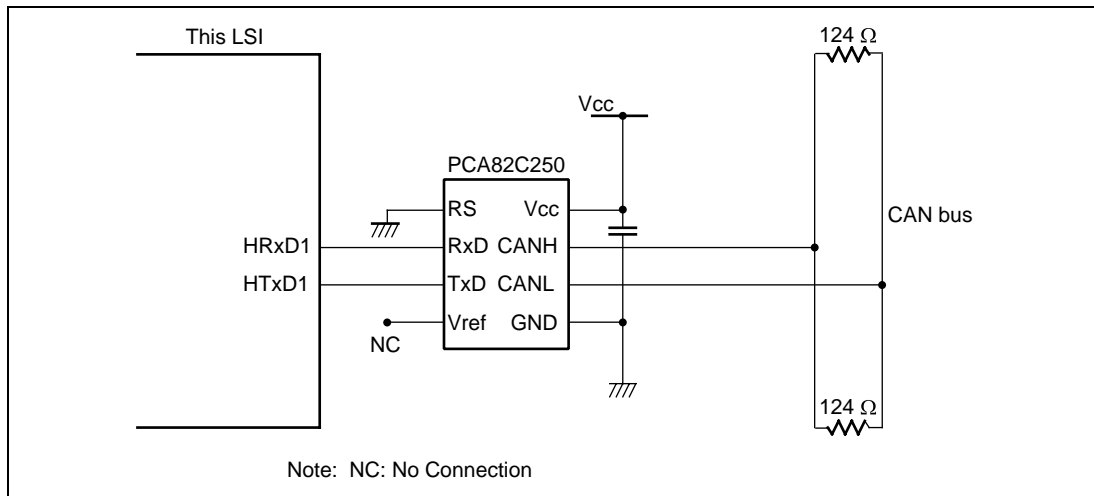 This LSI
124 Ω
Vcc
PCA82C250
RS Vcc
CAN bus
HRxD1 RxD CANH
HTxD1 TxD CANL
Vref GND
NC
124 Ω
Note: NC: No Connection